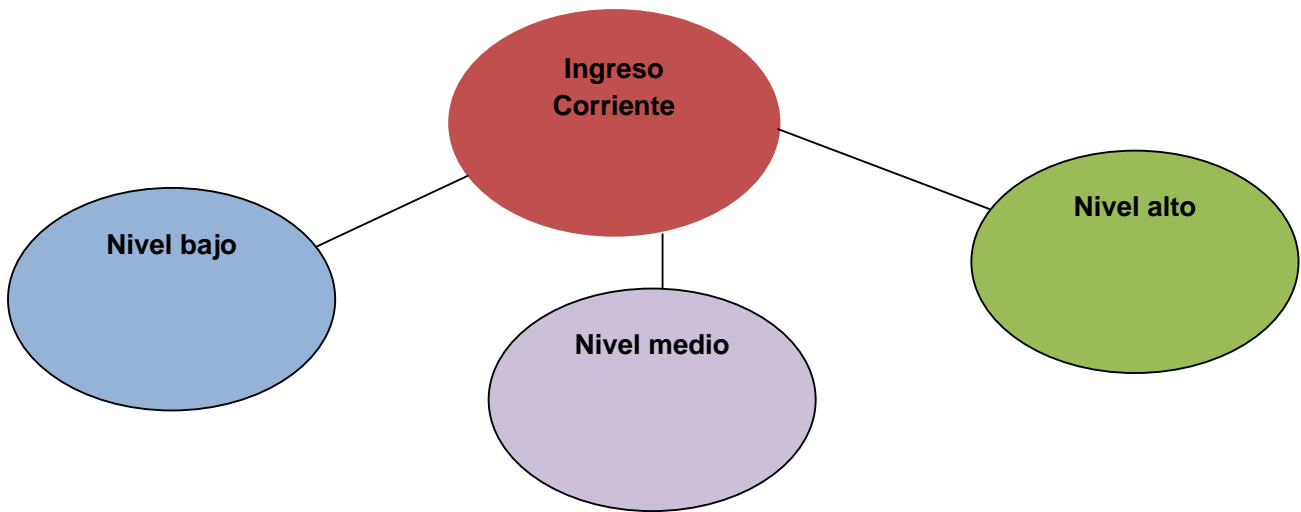 Ingreso
Corriente
Nivel bajo
Nivel medio
Nivel alto